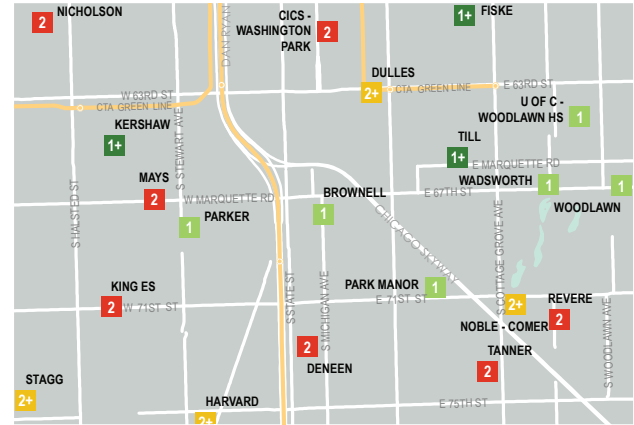 NICHOLSON
2
CICS -
WASHINGTON
PARK
2
FISKE
1+
DAN RYAN
DULLES
2+
W 63RD ST
CTA GREEN LINE
CTA GREEN LINE
E 63RD ST
U OF C -
WOODLAWN HS
1
KERSHAW
1+
S STEWART AVE
TILL
1+
E MARQUETTE RD
MAYS
2
W MARQUETTE RD
BROWNELL
1
E 67TH ST
WADSWORTH
1
1
WOODLAWN
PARKER
1
S HALSTED ST
CHICAGO SKYWAY
S COTTAGE GROVE AVE
KING ES
2
W 71ST ST
S STATE ST
S MICHIGAN AVE
PARK MANOR
1
E 71ST ST
2+
NOBLE - COMER
REVERE
2
S WOODLAWN AVE
DENEEN
2
TANNER
2
STAGG
2+
HARVARD
2+
E 75TH ST